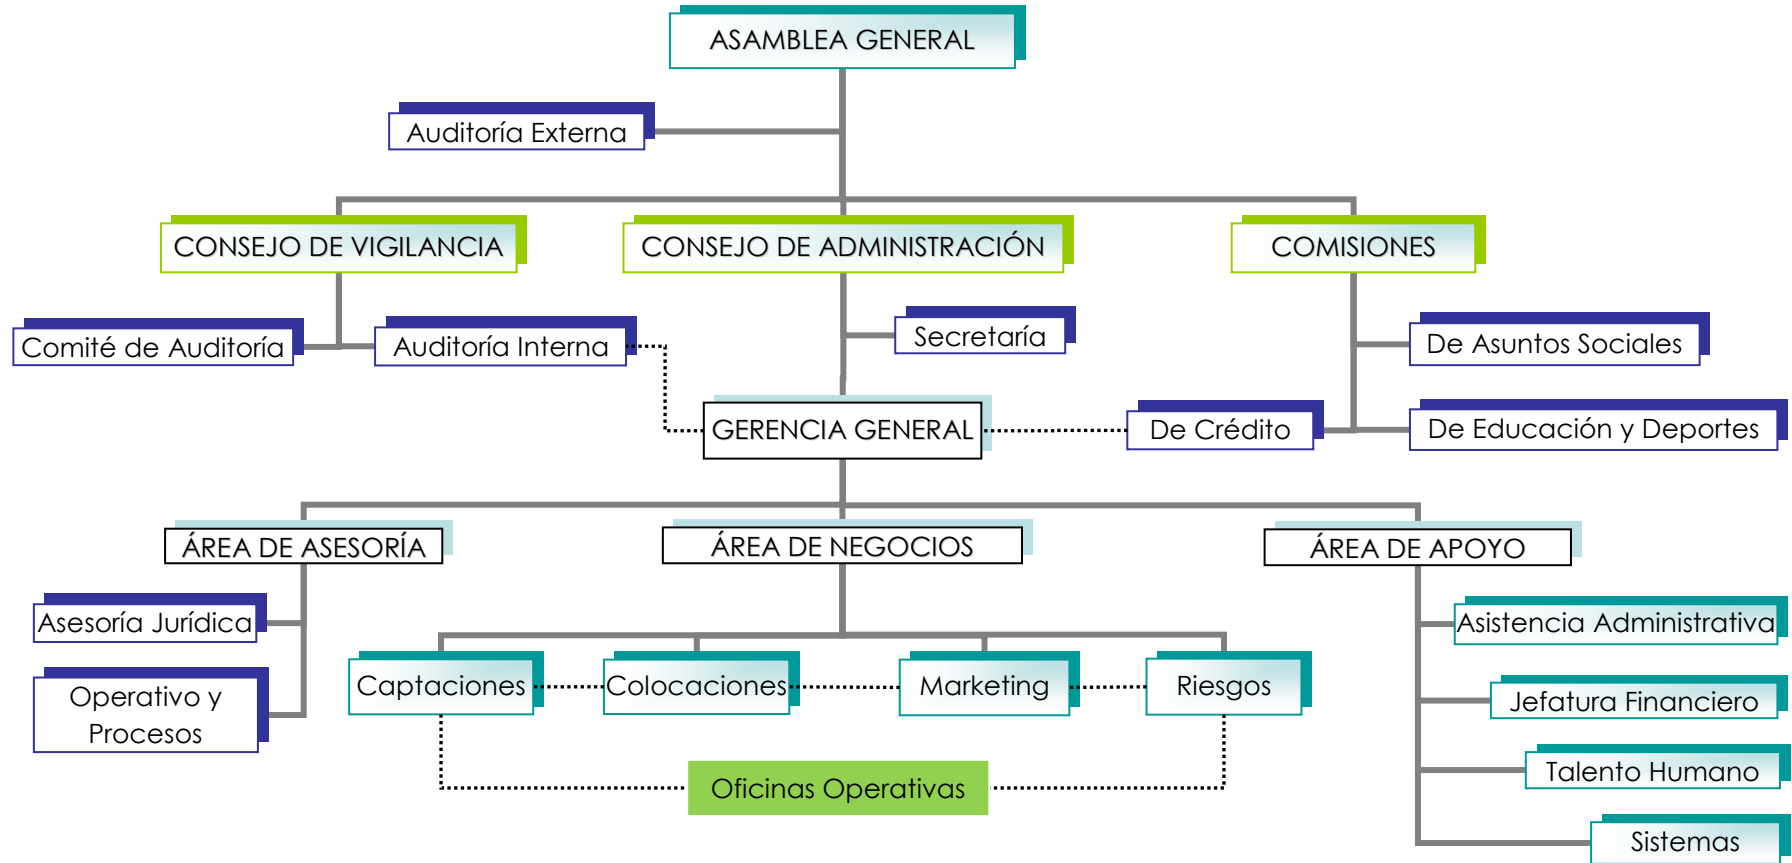 ASAMBLEA GENERAL
Auditoría Externa
CONSEJO DE VIGILANCIA
CONSEJO DE ADMINISTRACIÓN
COMISIONES
Comité de Auditoría
Auditoría Interna
Secretaría
De Asuntos Sociales
GERENCIA GENERAL
De Crédito
De Educación y Deportes
ÁREA DE ASESORÍA
ÁREA DE NEGOCIOS
ÁREA DE APOYO
Asesoría Jurídica
Asistencia Administrativa
Operativo y
Procesos
Captaciones
Colocaciones
Marketing
Riesgos
Jefatura Financiero
Talento Humano
Oficinas Operativas
Sistemas